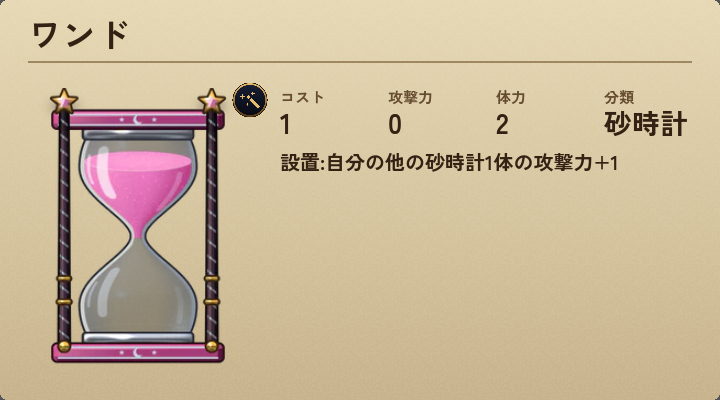 ワンド
コスト 攻撃力 体力 分類
1 0 2 砂時計
設置:自分の他の砂時計1体の攻撃力+1